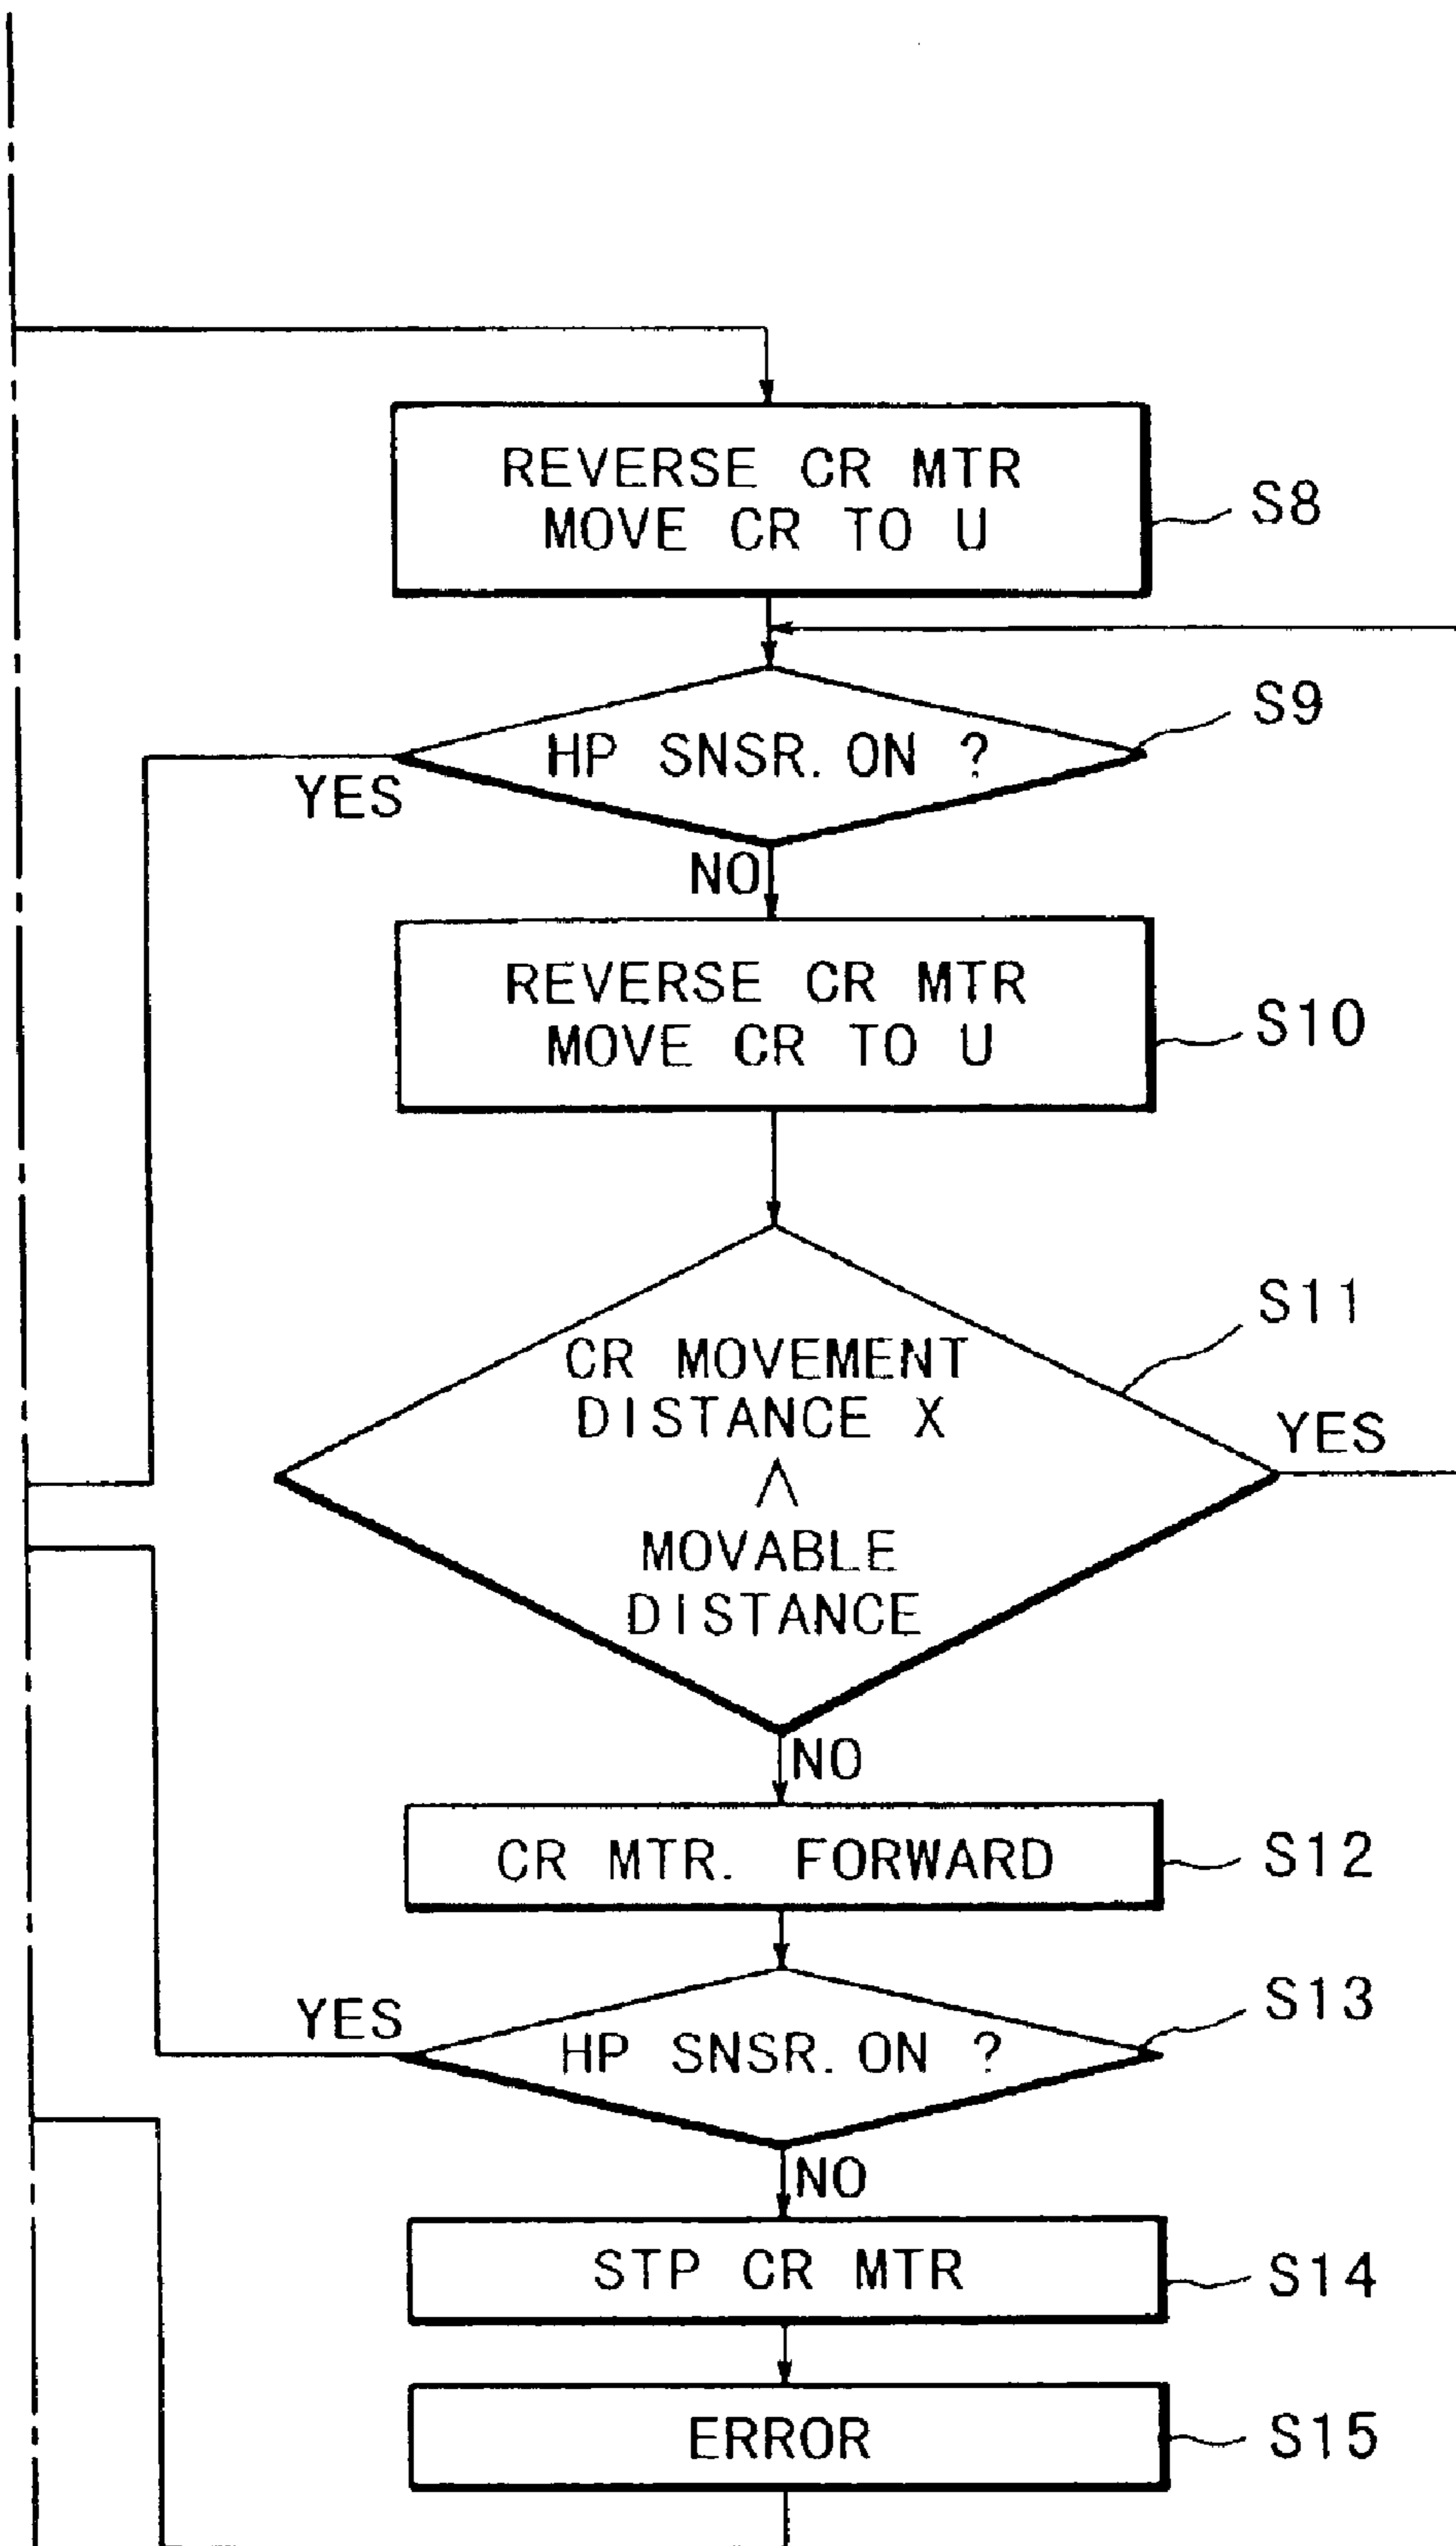 REVERSE CR MTR
MOVE CR TO U
S8
S9
HP SNSR. ON ?
YES
NO
REVERSE CR MTR
MOVE CR TO U
S10
S11
CR MOVEMENT
DISTANCE X
∧
MOVABLE
DISTANCE
YES
NO
CR MTR. FORWARD
S12
S13
YES
HP SNSR. ON ?
NO
STP CR MTR
S14
ERROR
S15